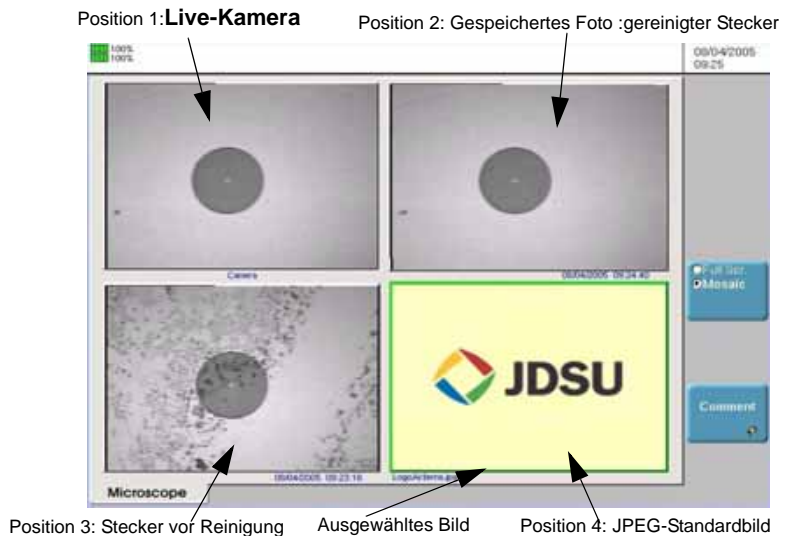 Position 1:Live-Kamera
Position 2: Gespeichertes Foto :gereinigter Stecker
100%
100%
08/04/2005
09:25
Camera
08/04/2005 09:24:40
Full Scr.
Mosaic
JDSU
Comment
08/04/2005 09:23:16
Microscope
Position 3: Stecker vor Reinigung
Ausgewähltes Bild
Position 4: JPEG-Standardbild